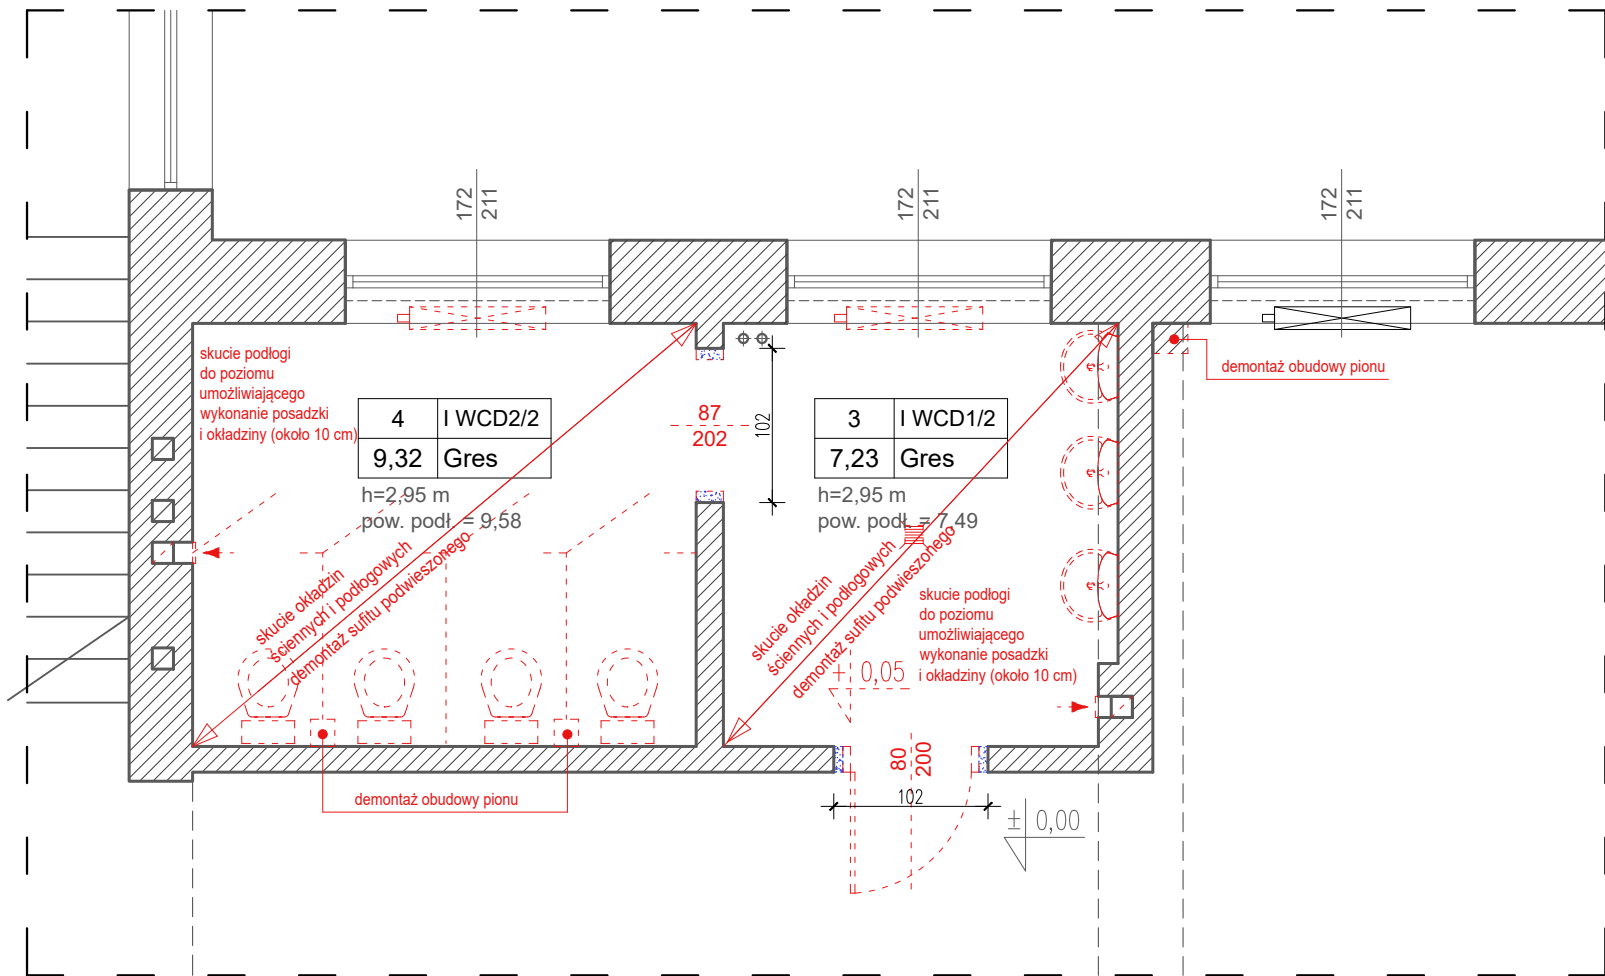 172
211
172
211
172
211
skucie podłogi
do poziomu
umożliwiającego
wykonanie posadzki
i okładziny (około 10 cm)
4 I WCD2/2
9,32 Gres
h=2,95 m
pow. podł. = 9,58
87
202
102
3 I WCD1/2
7,23 Gres
h=2,95 m
pow. podł. = 7,49
demontaż obudowy pionu
skucie okładzin
ściennych i podłogowych
demontaż sufitu podwieszonego
skucie okładzin
ściennych i podłogowych
demontaż sufitu podwieszonego
skucie podłogi
do poziomu
umożliwiającego
wykonanie posadzki
i okładziny (około 10 cm)
+ 0,05
80
200
demontaż obudowy pionu
102
± 0,00